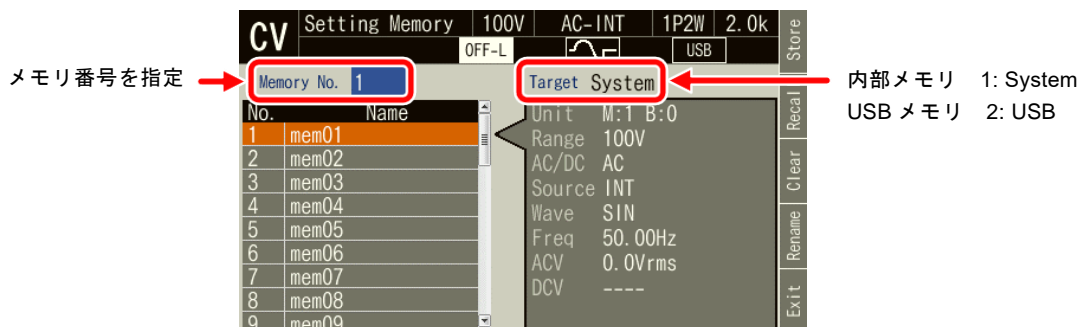 CV Setting Memory 100V AC-INT 1P2W 2.0k
OFF-L USB
メモリ番号を指定
Memory No. 1
Target System
内部メモリ 1: System
USB メモリ 2: USB
No. Name
1 mem01
2 mem02
3 mem03
4 mem04
5 mem05
6 mem06
7 mem07
8 mem08
9 mem09
Unit M:1 B:0
Range 100V
AC/DC AC
Source INT
Wave SIN
Freq 50.00Hz
ACV 0.0Vrms
DCV ----
Store
Recal
Clear
Rename
Exit